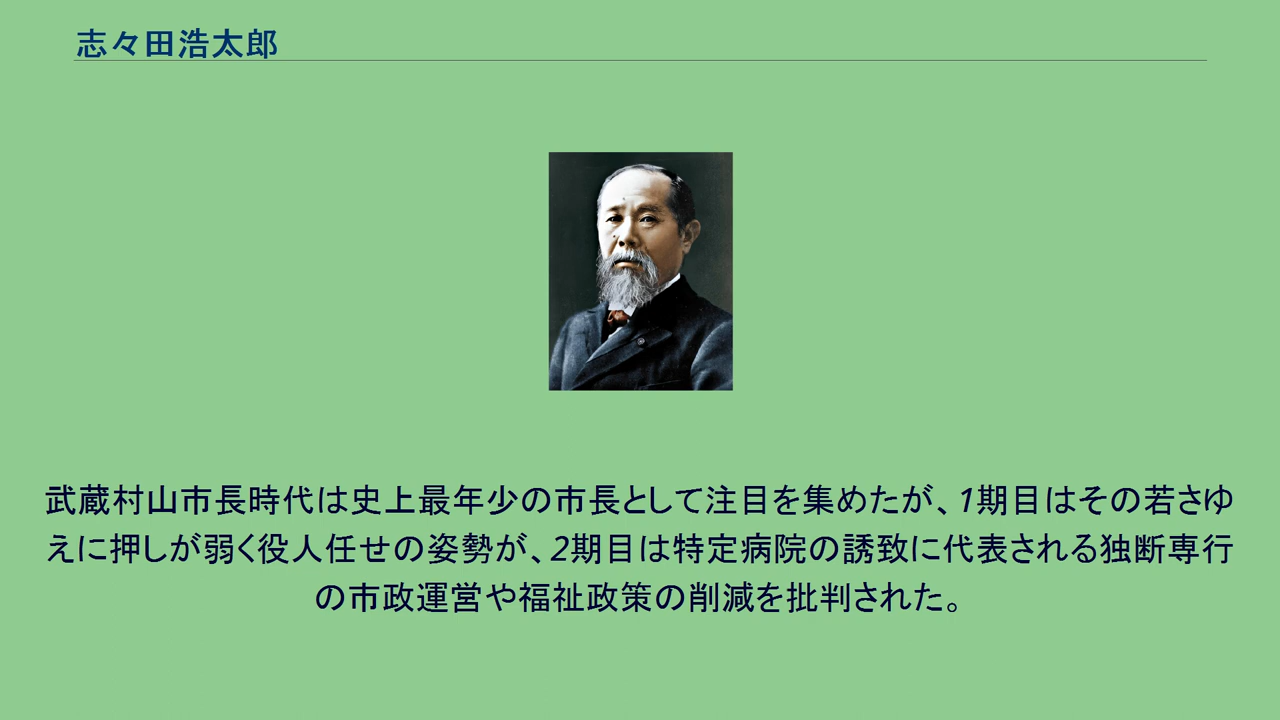 志々田浩太郎
武蔵村山市長時代は史上最年少の市長として注目を集めたが、1期目はその若さゆ
えに押しが弱く役人任せの姿勢が、2期目は特定病院の誘致に代表される独断専行
の市政運営や福祉政策の削減を批判された。